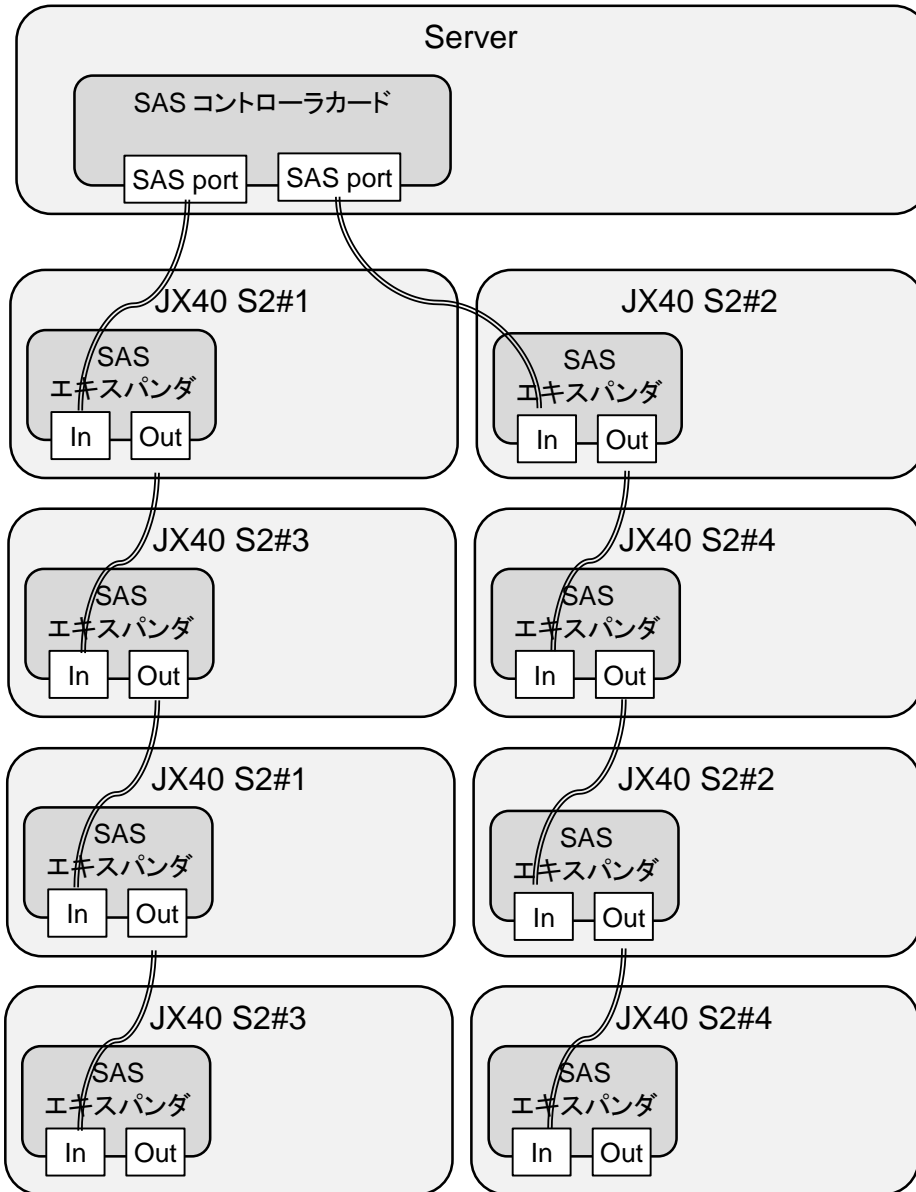 Server
SAS コントローラカード
SAS port
SAS port
JX40 S2#1
SAS
エキスパンダ
In
Out
JX40 S2#2
SAS
エキスパンダ
In
Out
JX40 S2#3
SAS
エキスパンダ
In
Out
JX40 S2#4
SAS
エキスパンダ
In
Out
JX40 S2#1
SAS
エキスパンダ
In
Out
JX40 S2#2
SAS
エキスパンダ
In
Out
JX40 S2#3
SAS
エキスパンダ
In
Out
JX40 S2#4
SAS
エキスパンダ
In
Out